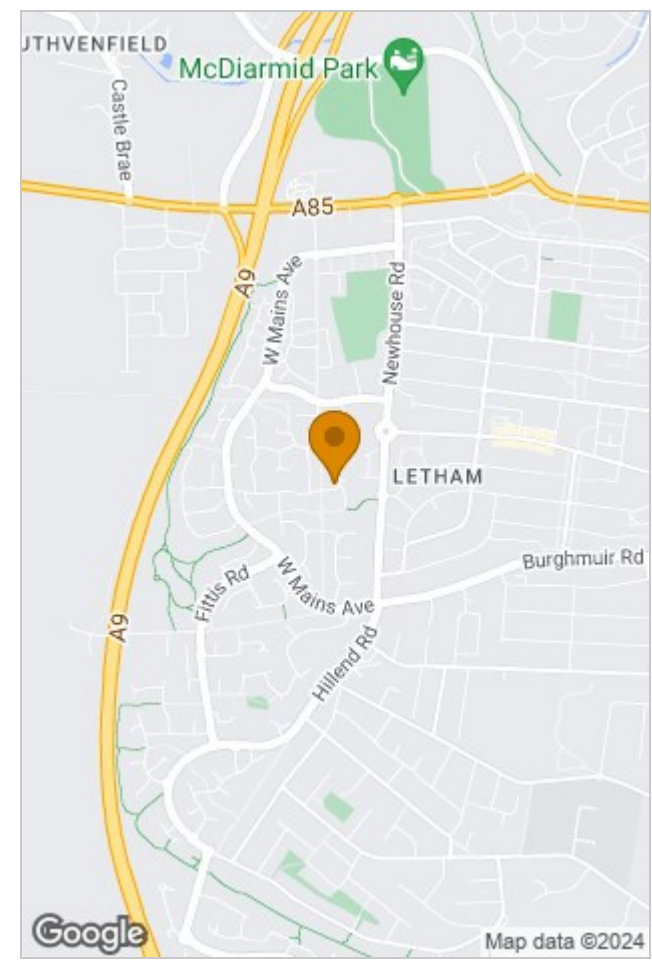 UTHVENFIELD
McDiarmid Park
Castle Brae
A85
A9
W Mains Ave
Newhouse Rd
LETHAM
Burghmuir Rd
Fittis Rd
W Mains Ave
A9
Hillend Rd
Google
Map data ©2024